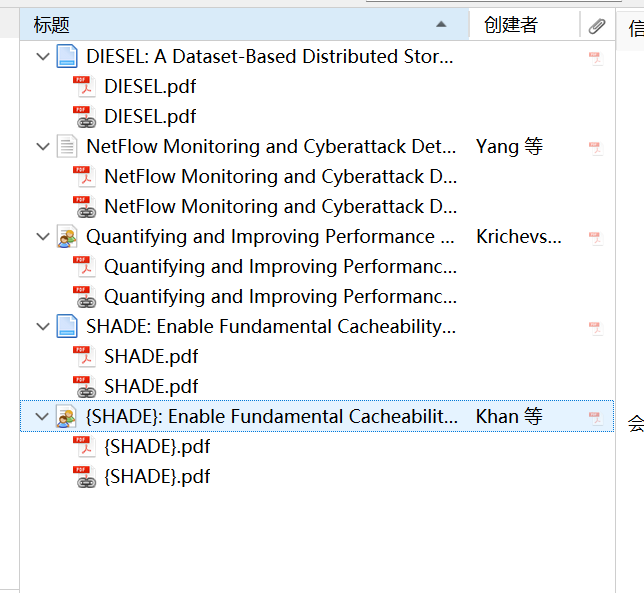 标题 创建者 信
DIESEL: A Dataset-Based Distributed Stor...
DIESEL.pdf
DIESEL.pdf
NetFlow Monitoring and Cyberattack Det... Yang 等
NetFlow Monitoring and Cyberattack D...
NetFlow Monitoring and Cyberattack D...
Quantifying and Improving Performance ... Krichevs...
Quantifying and Improving Performanc...
Quantifying and Improving Performanc...
SHADE: Enable Fundamental Cacheability...
SHADE.pdf
SHADE.pdf
{SHADE}: Enable Fundamental Cacheabilit... Khan 等 会
{SHADE}.pdf
{SHADE}.pdf